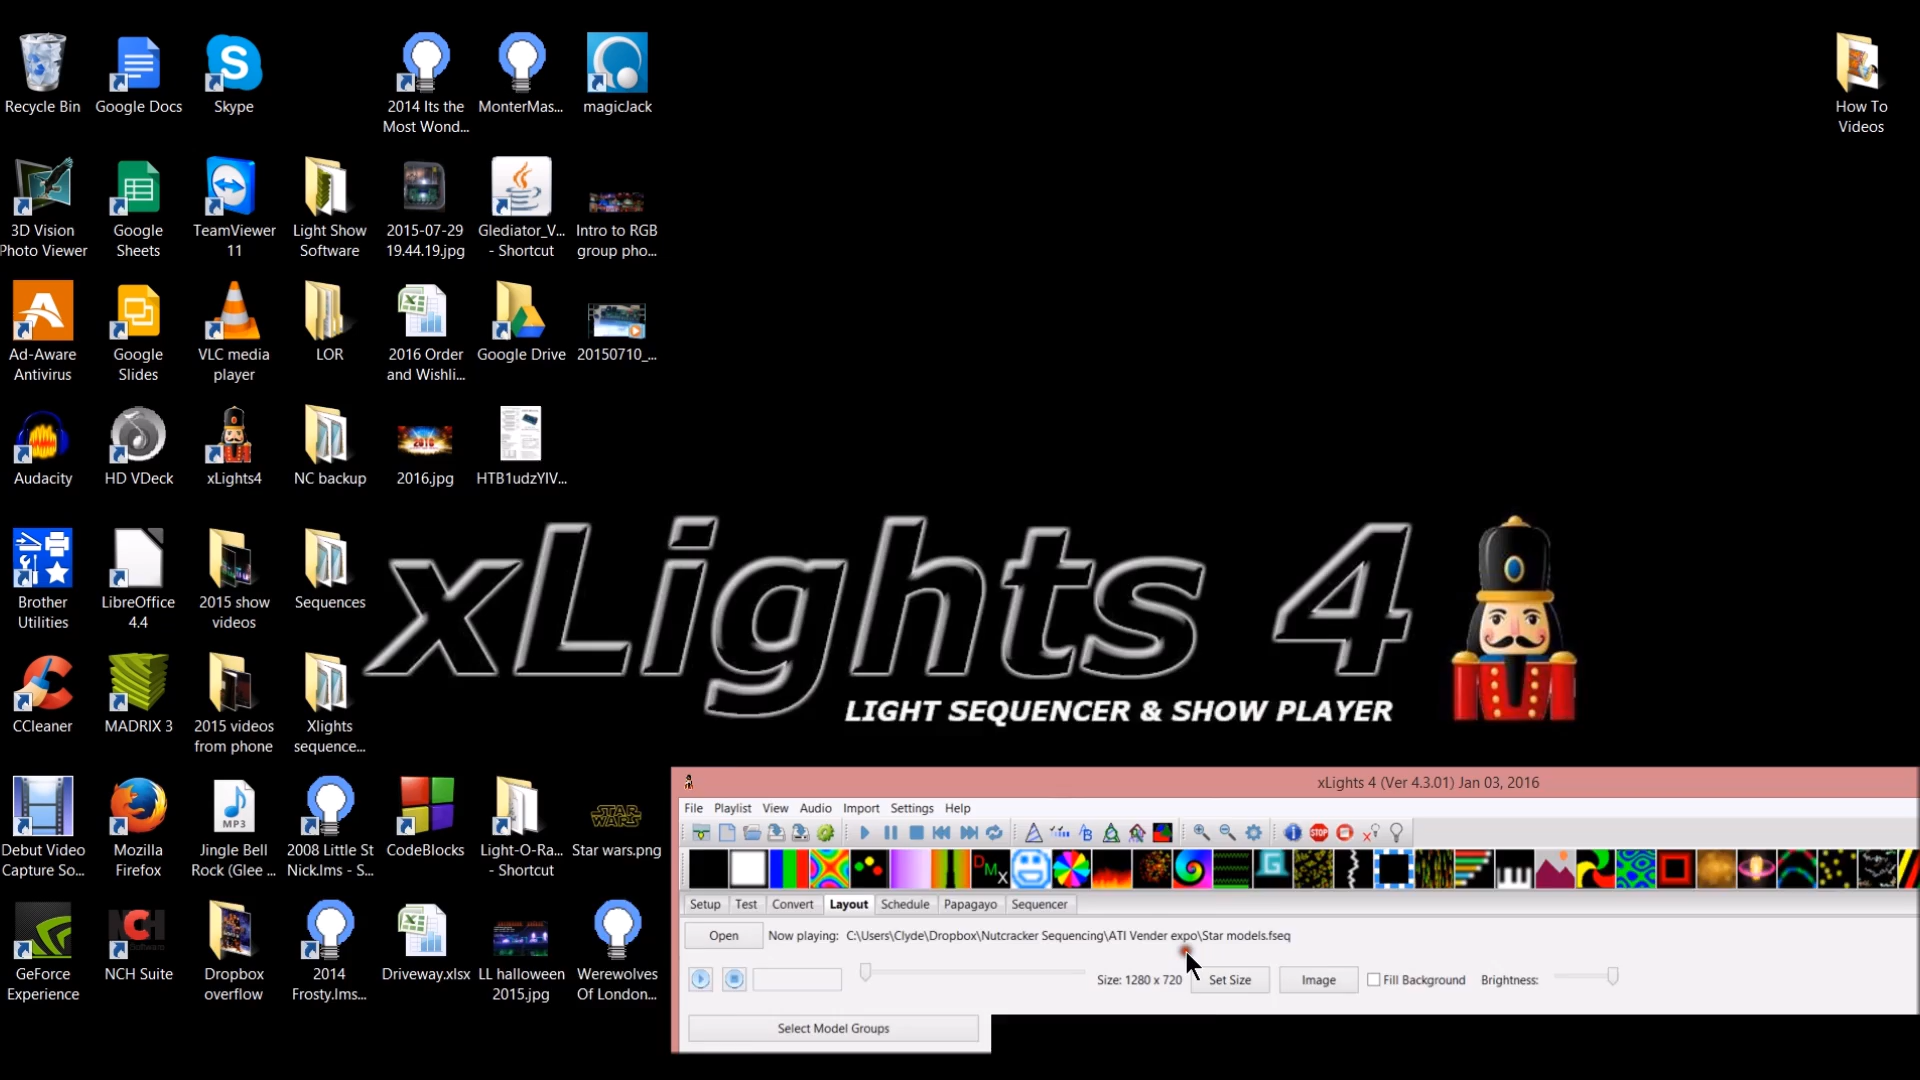 Recycle Bin
Google Docs
Skype
2014 Its the
Most Wond...
MonterMas...
magicJack
How To
Videos
3D Vision
Photo Viewer
Google
Sheets
TeamViewer
11
Light Show
Software
2015-07-29
19.44.19.jpg
Glediator_V...
- Shortcut
Intro to RGB
group pho...
Ad-Aware
Antivirus
Google
Slides
VLC media
player
LOR
2016 Order
and Wishli...
Google Drive
20150710_...
Audacity
HD VDeck
xLights4
NC backup
2016.jpg
HTB1udzYIV...
Brother
Utilities
LibreOffice
4.4
2015 show
videos
Sequences
xLights 4
LIGHT SEQUENCER & SHOW PLAYER
CCleaner
MADRIX 3
2015 videos
from phone
Xlights
sequence...
Debut Video
Capture So...
Mozilla
Firefox
MP3
Jingle Bell
Rock (Glee ...
2008 Little St
Nick.lms - S...
CodeBlocks
Light-O-Ra...
- Shortcut
STAR
WARS
Star wars.png
GeForce
Experience
NCH
Software
NCH Suite
Dropbox
overflow
2014
Frosty.lms...
Driveway.xlsx
LL halloween
2015.jpg
Werewolves
Of London...
xLights 4 (Ver 4.3.01) Jan 03, 2016
File Playlist View Audio Import Settings Help
STOP
DMX
Setup Test Convert Layout Schedule Papagayo Sequencer
Open Now playing: C:\Users\Clyde\Dropbox\Nutcracker Sequencing\ATI Vender expo\Star models.fseq
Size: 1280 x 720 Set Size Image Fill Background Brightness:
Select Model Groups